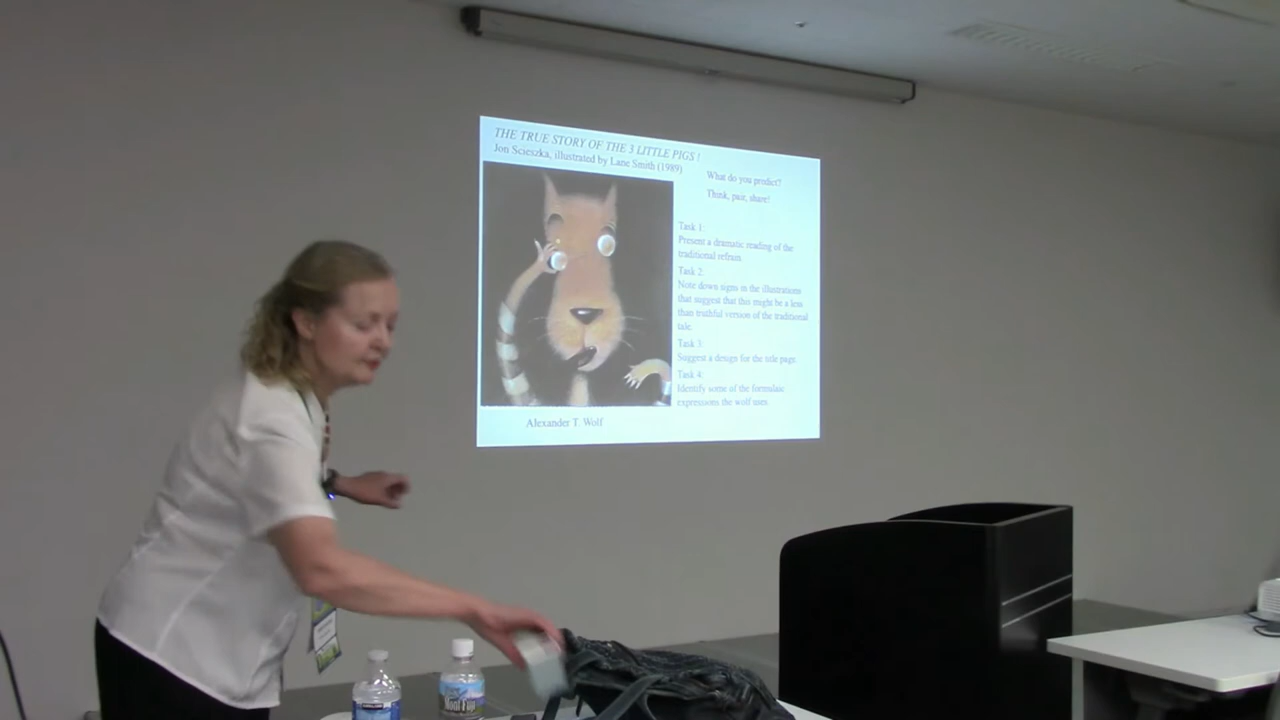 THE TRUE STORY OF THE 3 LITTLE PIGS !
Jon Scieszka, illustrated by Lane Smith (1989)
What do you predict?
Think, pair, share!
Task 1:
Present a dramatic reading of the
traditional refrain.
Task 2:
Note down signs in the illustrations
that suggest that this might be a less
than truthful version of the traditional
tale.
Task 3:
Suggest a design for the title page.
Task 4:
Identify some of the formulaic
expressions the wolf uses.
Alexander T. Wolf